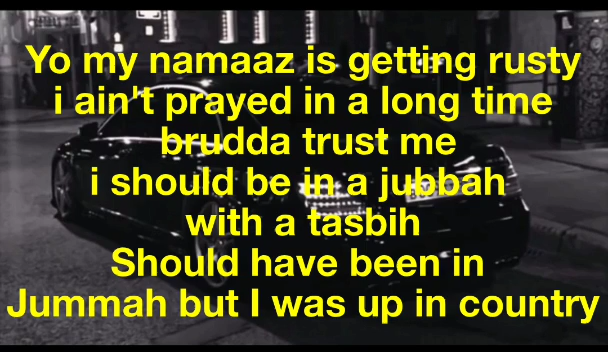 Yo my namaaz is getting rusty
i ain't prayed in a long time
brudda trust me
i should be in a jubbah
with a tasbih
Should have been in
Jummah but I was up in country